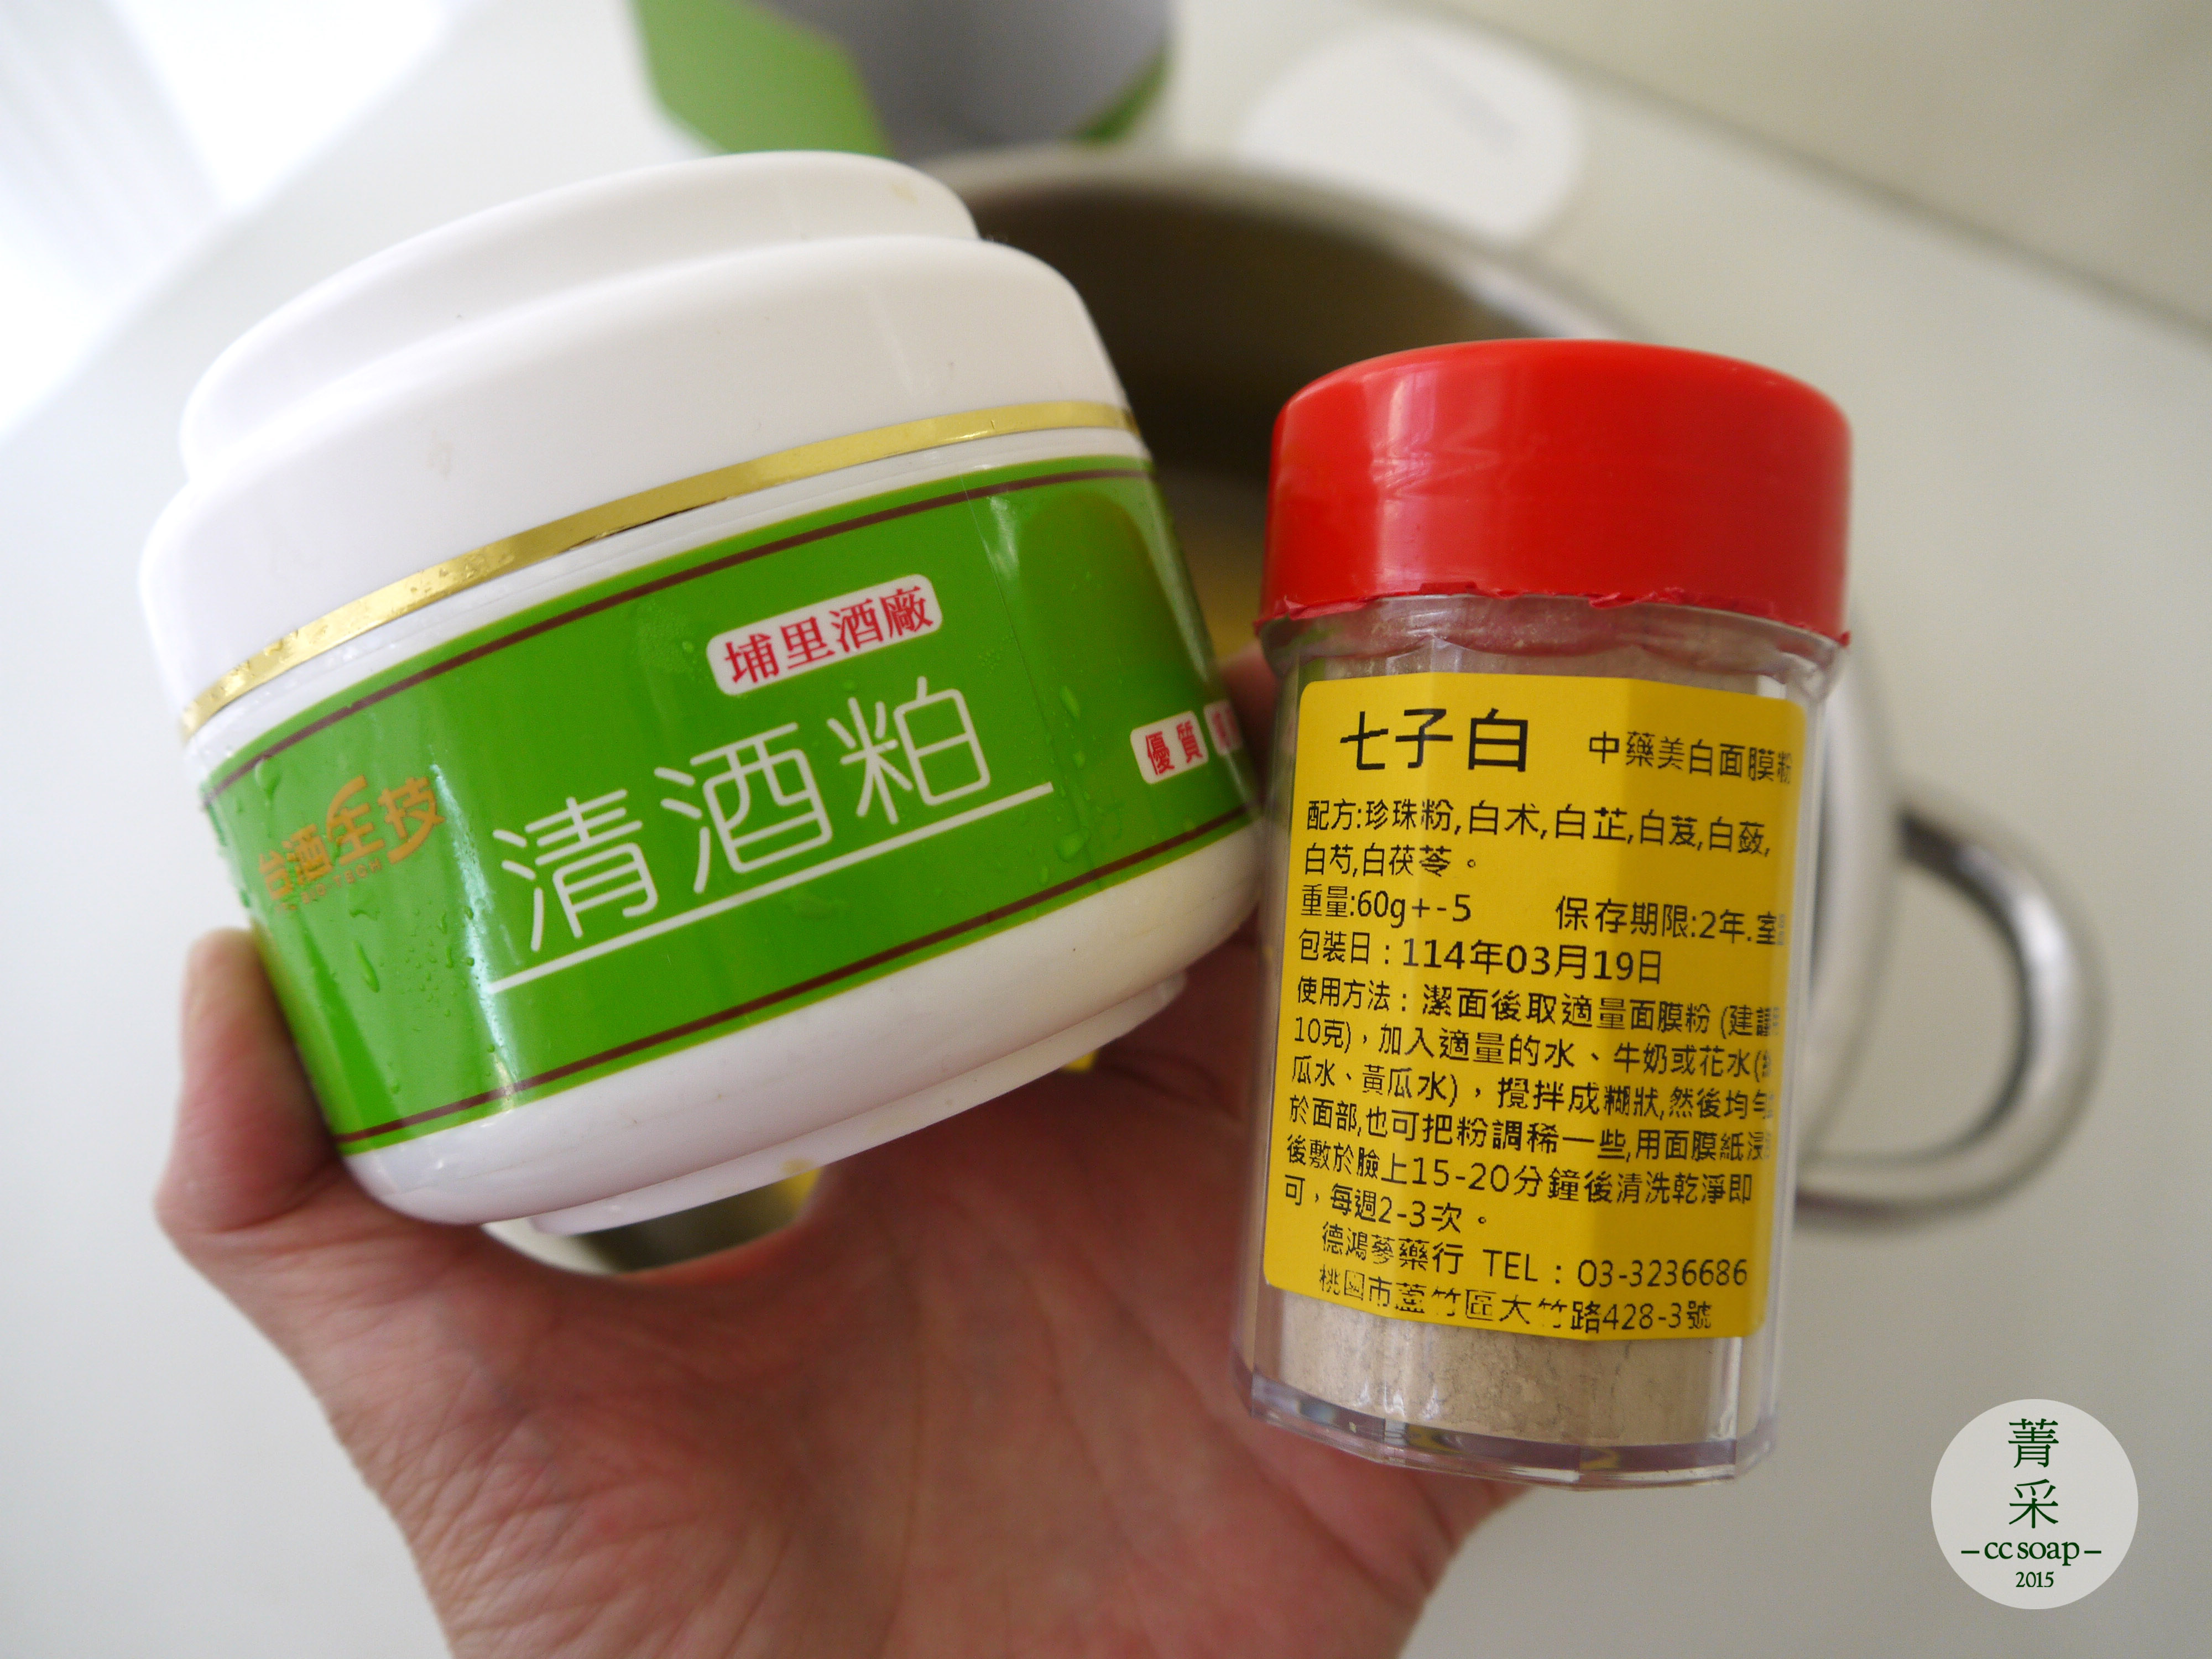 埔里酒廠
清酒粕
台酒生技
優質
七子白 中藥美白面膜粉
配方:珍珠粉,白术,白芷,白芨,白蘞,
白芍,白茯苓。
重量:60g+-5 保存期限:2年.室
包裝日：114年03月19日
使用方法：潔面後取適量面膜粉(建議
10克)，加入適量的水、牛奶或花水(絲
瓜水、黃瓜水)，攪拌成糊狀,然後均勻
於面部,也可把粉調稀一些,用面膜紙浸
後敷於臉上15-20分鐘後清洗乾淨即
可，每週2-3次。
德鴻蔘藥行 TEL：03-3236686
桃園市蘆竹區大竹路428-3號
菁
采
-cc soap-
2015